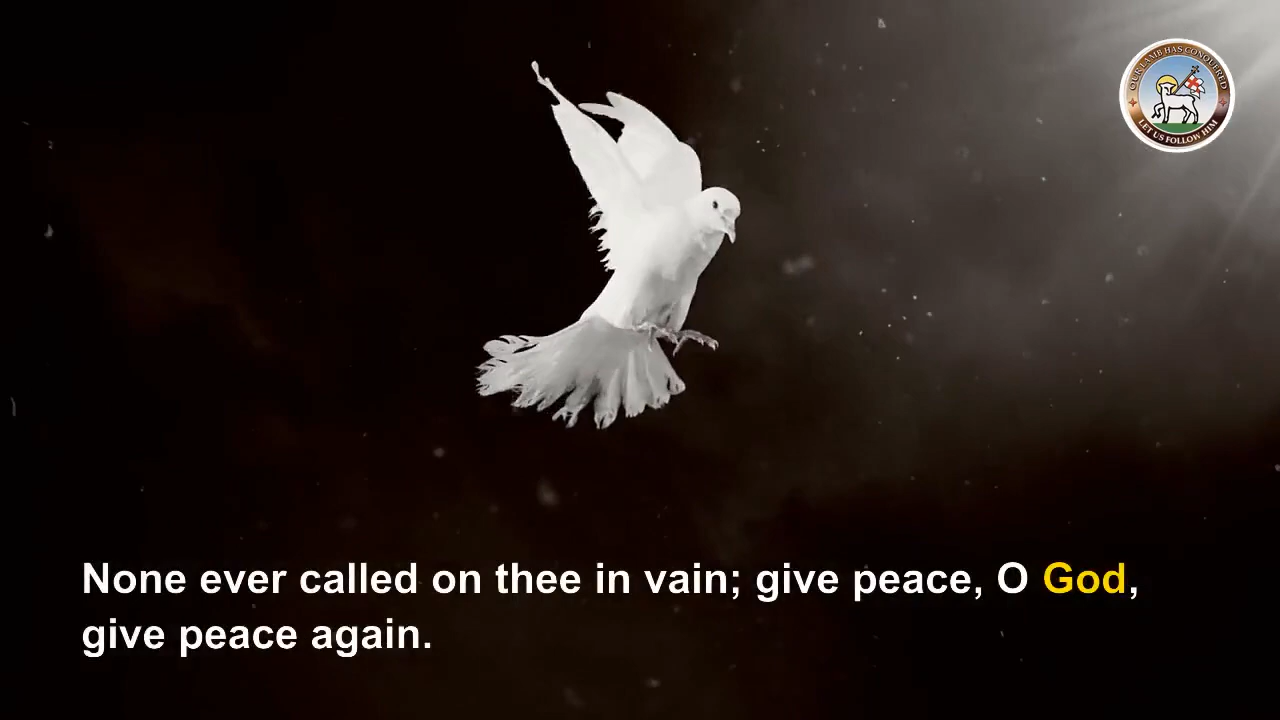 OUR LAMB HAS CONQUERED
LET US FOLLOW HIM
None ever called on thee in vain; give peace, O God,
give peace again.